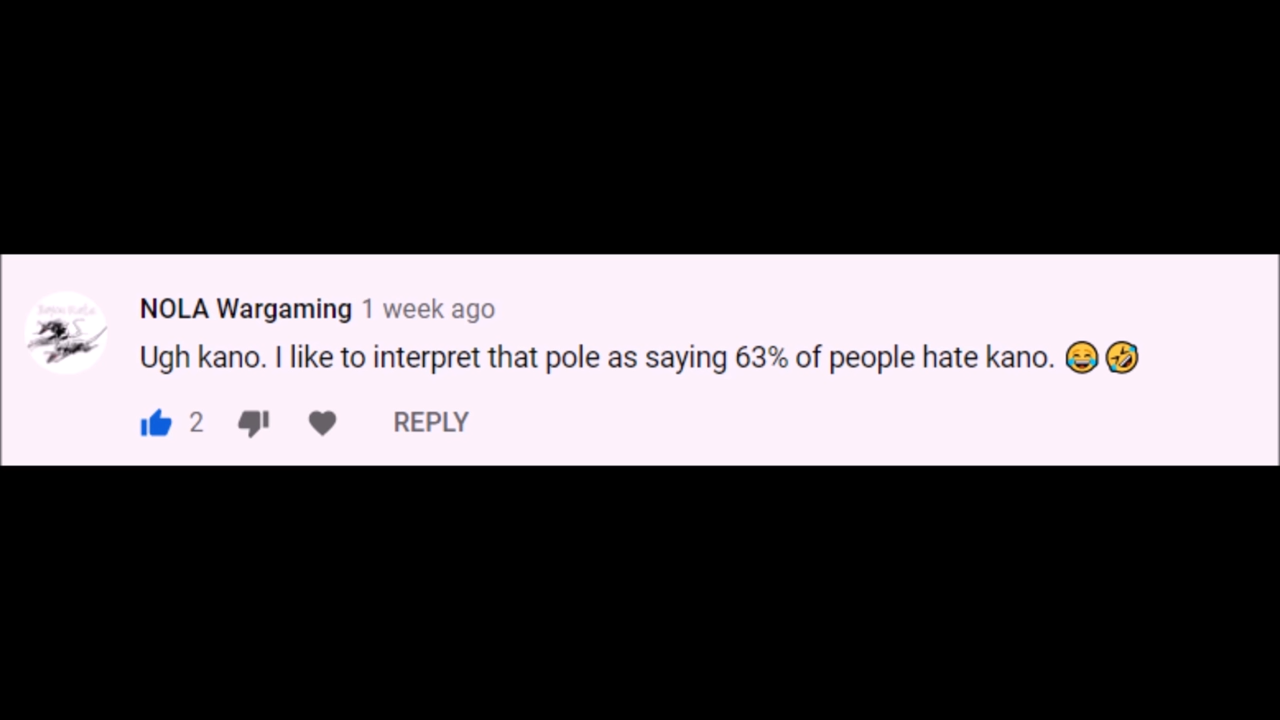 NOLA Wargaming 1 week ago
Ugh kano. I like to interpret that pole as saying 63% of people hate kano. 😂🤣
2 REPLY